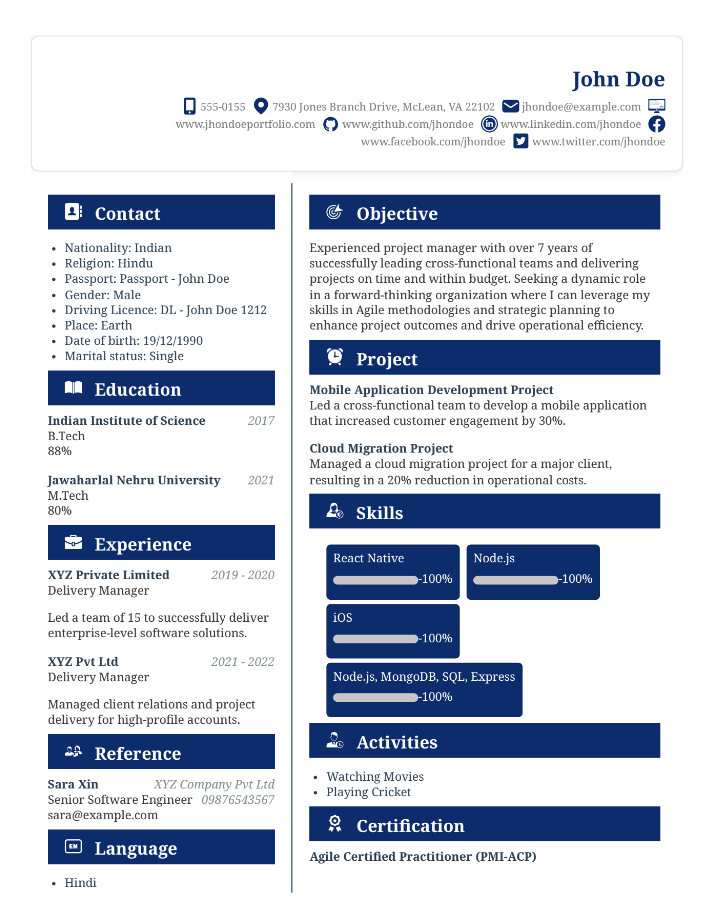 John Doe
555-0155 7930 Jones Branch Drive, McLean, VA 22102 jhondoe@example.com
www.jhondoeportfolio.com www.github.com/jhondoe www.linkedin.com/jhondoe
www.facebook.com/jhondoe www.twitter.com/jhondoe
Contact
• Nationality: Indian
• Religion: Hindu
• Passport: Passport - John Doe
• Gender: Male
• Driving Licence: DL - John Doe 1212
• Place: Earth
• Date of birth: 19/12/1990
• Marital status: Single
Education
Indian Institute of Science 2017
B.Tech
88%
Jawaharlal Nehru University 2021
M.Tech
80%
Experience
XYZ Private Limited 2019 - 2020
Delivery Manager
Led a team of 15 to successfully deliver
enterprise-level software solutions.
XYZ Pvt Ltd 2021 - 2022
Delivery Manager
Managed client relations and project
delivery for high-profile accounts.
Reference
Sara Xin XYZ Company Pvt Ltd
Senior Software Engineer 09876543567
sara@example.com
EN Language
• Hindi
Objective
Experienced project manager with over 7 years of
successfully leading cross-functional teams and delivering
projects on time and within budget. Seeking a dynamic role
in a forward-thinking organization where I can leverage my
skills in Agile methodologies and strategic planning to
enhance project outcomes and drive operational efficiency.
Project
Mobile Application Development Project
Led a cross-functional team to develop a mobile application
that increased customer engagement by 30%.
Cloud Migration Project
Managed a cloud migration project for a major client,
resulting in a 20% reduction in operational costs.
Skills
React Native Node.js
-100% -100%
iOS
-100%
Node.js, MongoDB, SQL, Express
-100%
Activities
• Watching Movies
• Playing Cricket
Certification
Agile Certified Practitioner (PMI-ACP)